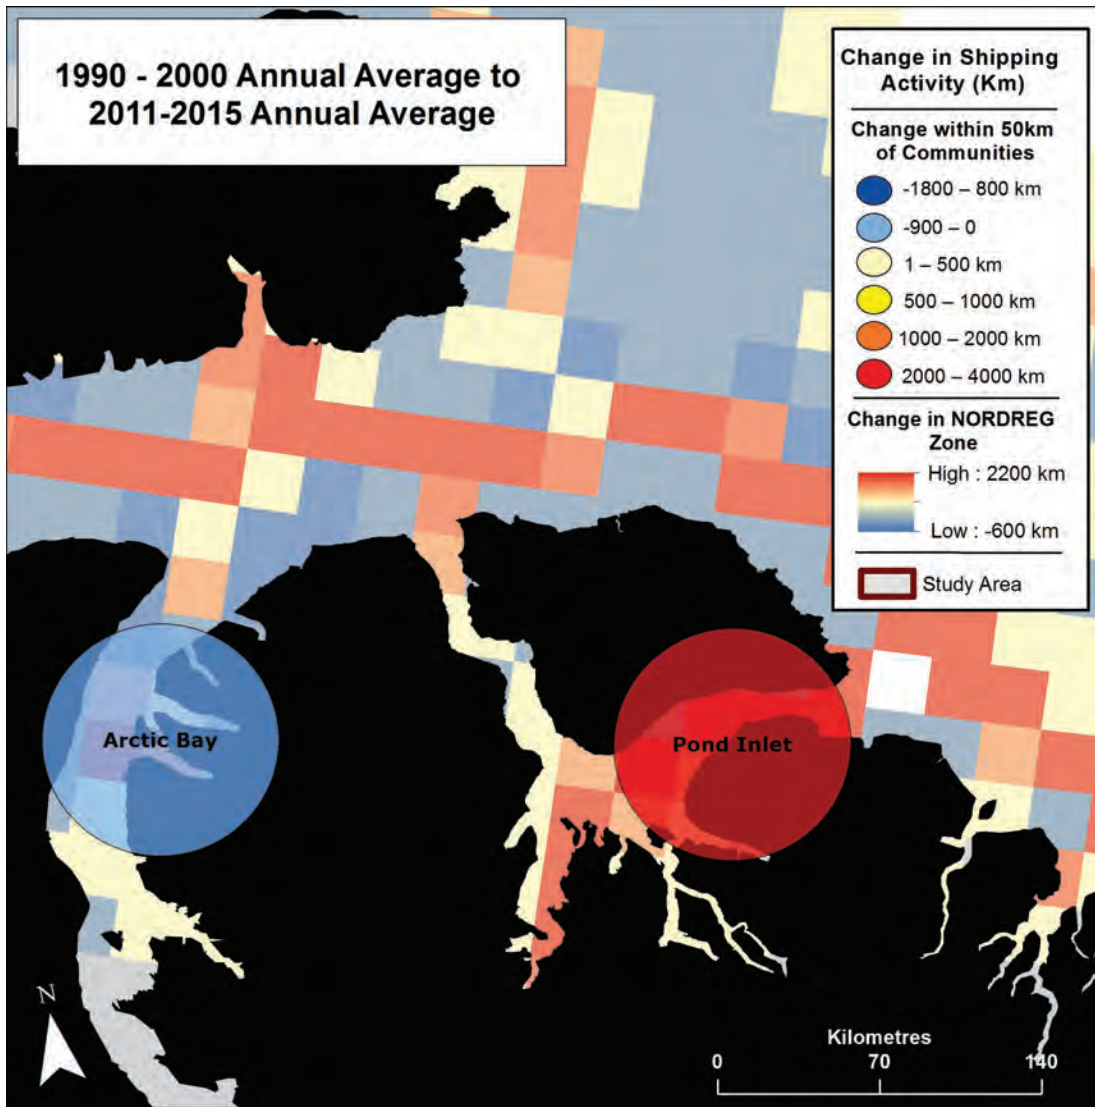 1990 - 2000 Annual Average to
2011-2015 Annual Average
Change in Shipping
Activity (Km)
Change within 50km
of Communities
-1800 – 800 km
-900 – 0
1 – 500 km
500 – 1000 km
1000 – 2000 km
2000 – 4000 km
Change in NORDREG
Zone
High : 2200 km
Low : -600 km
Study Area
Arctic Bay
Pond Inlet
N
Kilometres
0 70 140